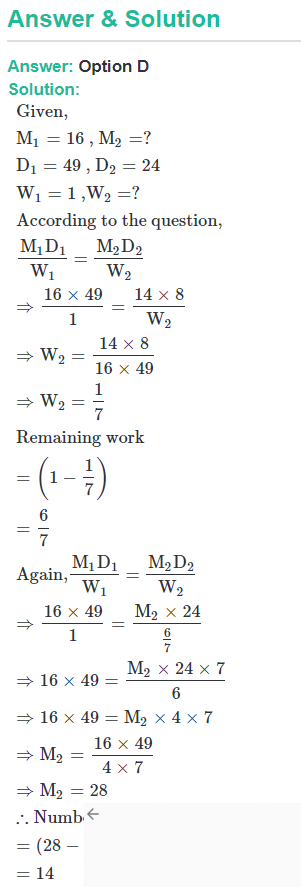 Answer & Solution
Answer: Option D
Solution:
Given,
M₁ = 16 , M₂ =?
D₁ = 49 , D₂ = 24
W₁ = 1 ,W₂ =?
According to the question,
M₁D₁/W₁ = M₂D₂/W₂
⇒ (16 × 49)/1 = (14 × 8)/W₂
⇒ W₂ = (14 × 8)/(16 × 49)
⇒ W₂ = 1/7
Remaining work
= (1 − 1/7)
= 6/7
Again, M₁D₁/W₁ = M₂D₂/W₂
⇒ (16 × 49)/1 = (M₂ × 24)/(6/7)
⇒ 16 × 49 = (M₂ × 24 × 7)/6
⇒ 16 × 49 = M₂ × 4 × 7
⇒ M₂ = (16 × 49)/(4 × 7)
⇒ M₂ = 28
∴
= (28 −
= 14